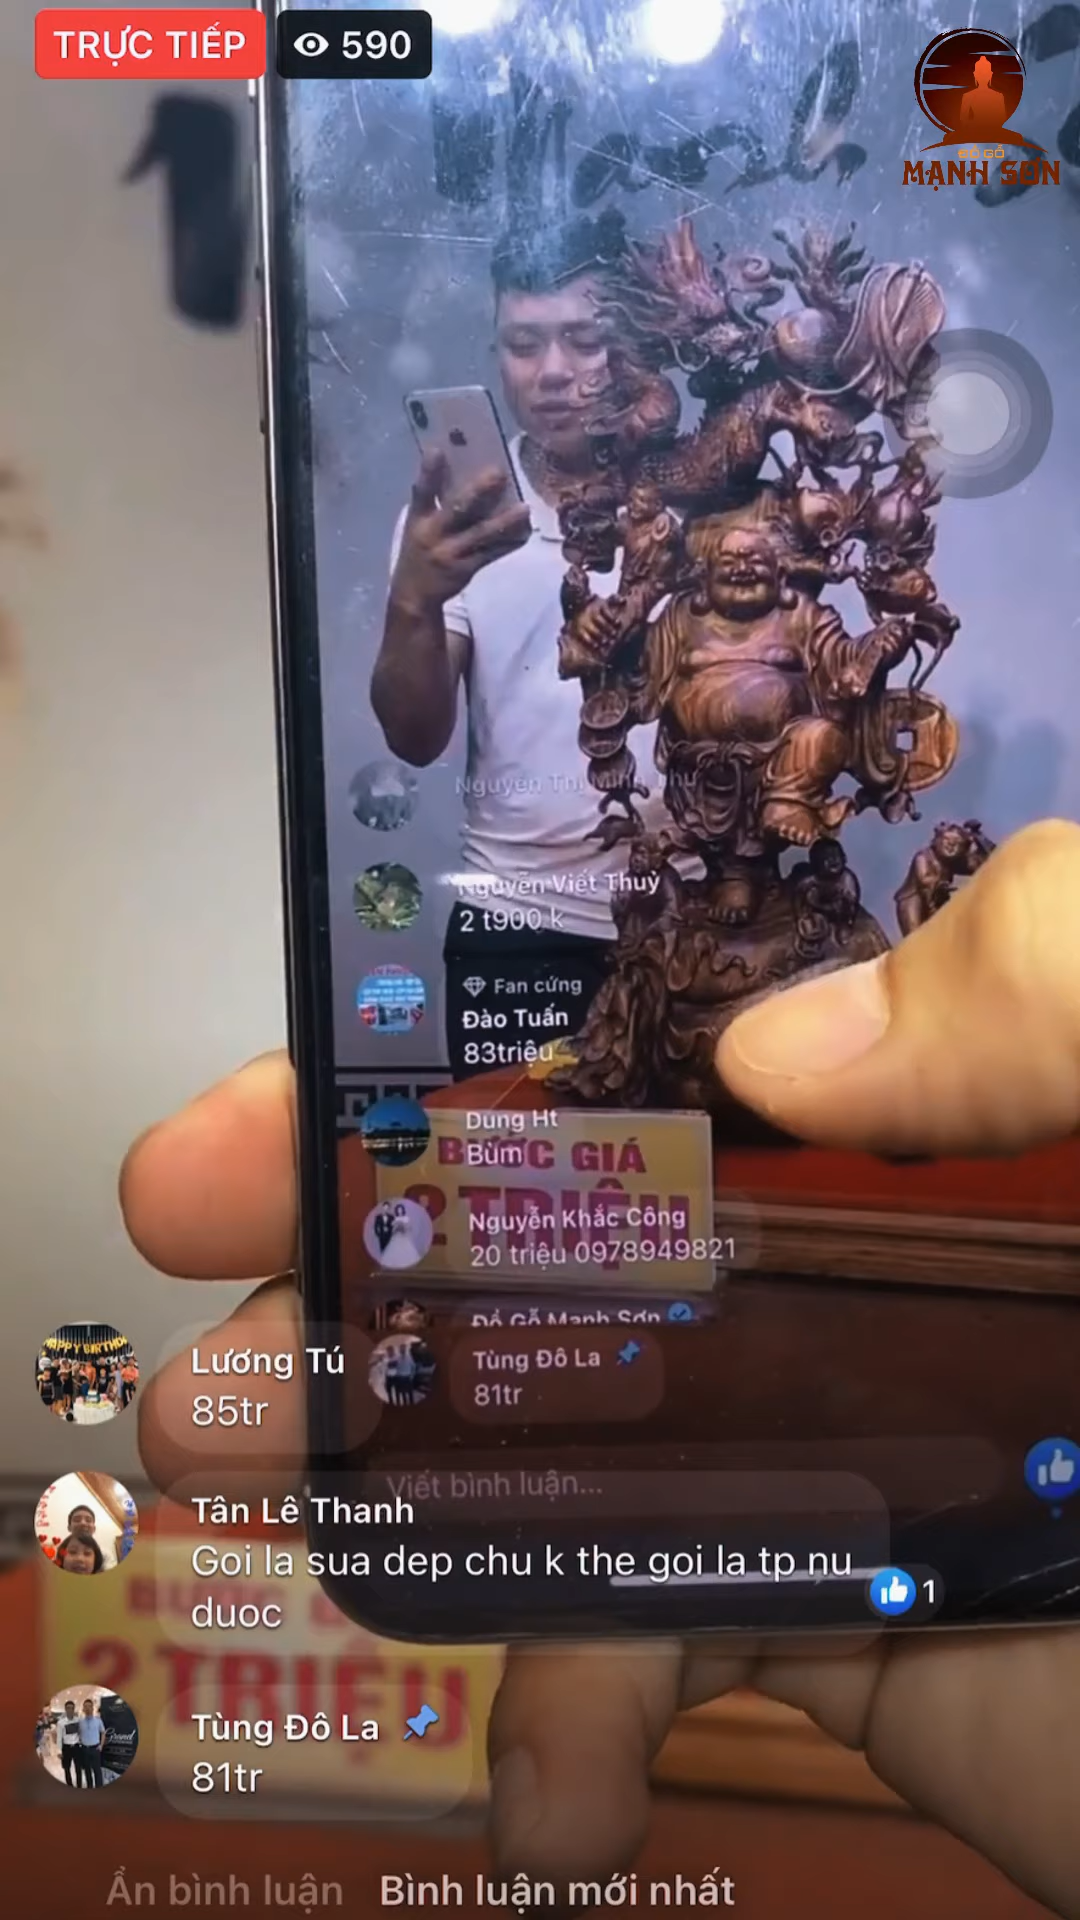 TRỰC TIẾP
590
ĐỒ GỖ
MẠNH SƠN
Nguyễn Thị Minh Thu
Nguyễn Viết Thuỷ
2 t900 k
Fan cứng
Đào Tuấn
83triệu
Dung Ht
Bùm
BƯỚC GIÁ
2 TRIỆU
Nguyễn Khắc Công
20 triệu 0978949821
Đồ Gỗ Mạnh Sơn
Tùng Đô La
81tr
Viết bình luận...
Lương Tú
85tr
Tân Lê Thanh
Goi la sua dep chu k the goi la tp nu
duoc
1
2 TRIỆU
Tùng Đô La
81tr
Ẩn bình luận
Bình luận mới nhất